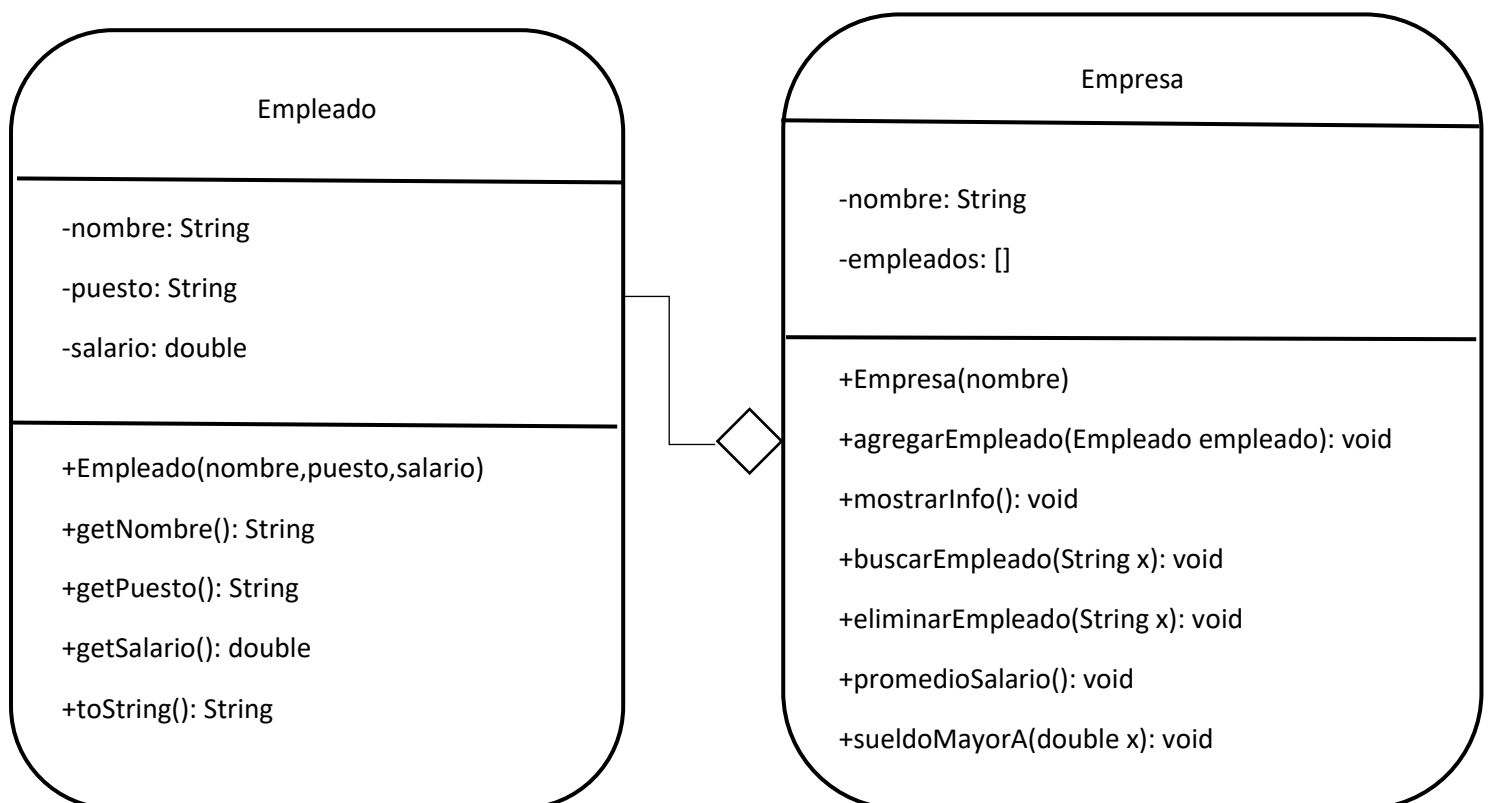 Empleado
-nombre: String
-puesto: String
-salario: double
+Empleado(nombre,puesto,salario)
+getNombre(): String
+getPuesto(): String
+getSalario(): double
+toString(): String
Empresa
-nombre: String
-empleados: []
+Empresa(nombre)
+agregarEmpleado(Empleado empleado): void
+mostrarInfo(): void
+buscarEmpleado(String x): void
+eliminarEmpleado(String x): void
+promedioSalario(): void
+sueldoMayorA(double x): void